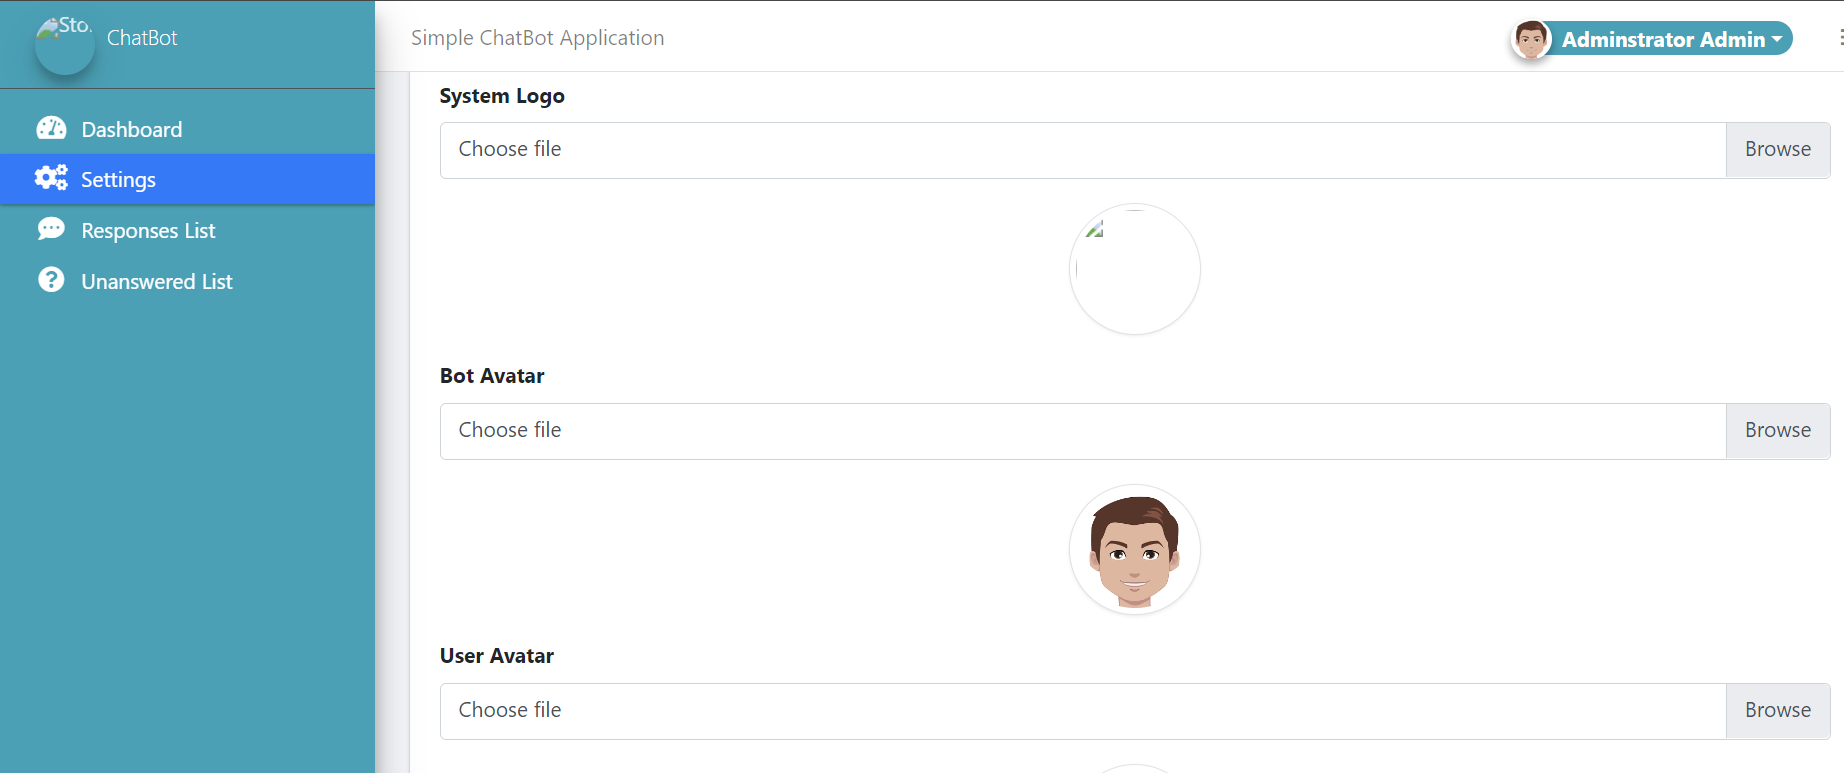 Sto.
ChatBot
Simple ChatBot Application
Adminstrator Admin
Dashboard
Settings
Responses List
Unanswered List
System Logo
Choose file
Browse
Bot Avatar
Choose file
Browse
User Avatar
Choose file
Browse